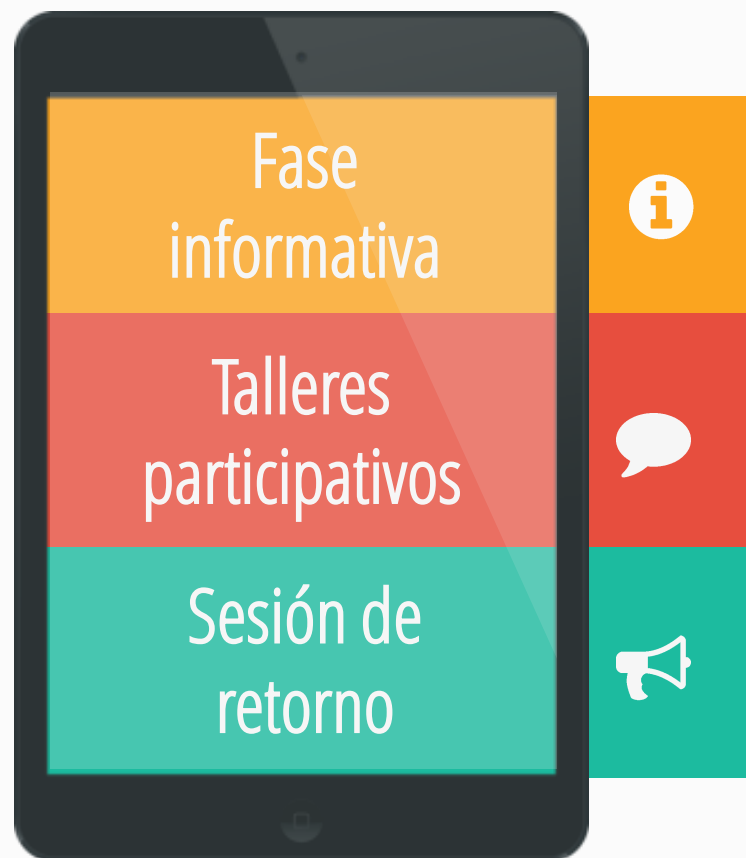 Fase
informativa
Talleres
participativos
Sesión de
retorno